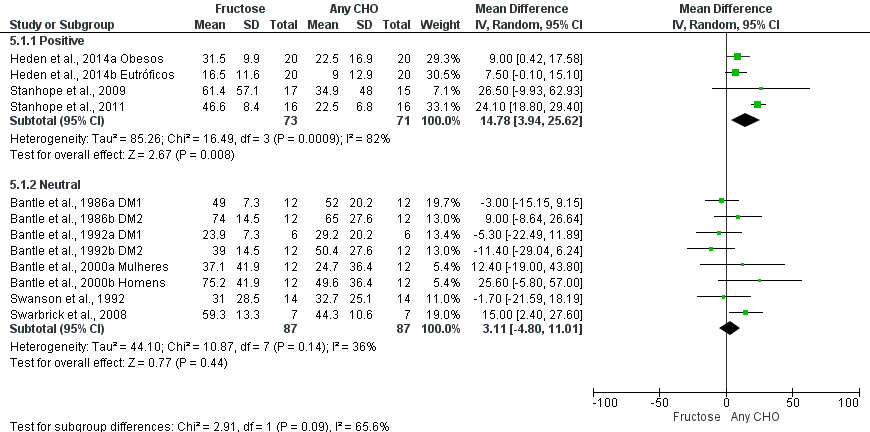 Fructose Any CHO Mean Difference Mean Difference
Study or Subgroup Mean SD Total Mean SD Total Weight IV, Random, 95% CI IV, Random, 95% CI
5.1.1 Positive
Heden et al., 2014a Obesos 31.5 9.9 20 22.5 16.9 20 29.3% 9.00 [0.42, 17.58]
Heden et al., 2014b Eutróficos 16.5 11.6 20 9 12.9 20 30.5% 7.50 [-0.10, 15.10]
Stanhope et al., 2009 61.4 57.1 17 34.9 48 15 7.1% 26.50 [-9.93, 62.93]
Stanhope et al., 2011 46.6 8.4 16 22.5 6.8 16 33.1% 24.10 [18.80, 29.40]
Subtotal (95% CI) 73 71 100.0% 14.78 [3.94, 25.62]
Heterogeneity: Tau² = 85.26; Chi² = 16.49, df = 3 (P = 0.0009); I² = 82%
Test for overall effect: Z = 2.67 (P = 0.008)
5.1.2 Neutral
Bantle et al., 1986a DM1 49 7.3 12 52 20.2 12 19.7% -3.00 [-15.15, 9.15]
Bantle et al., 1986b DM2 74 14.5 12 65 27.6 12 13.0% 9.00 [-8.64, 26.64]
Bantle et al., 1992a DM1 23.9 7.3 6 29.2 20.2 6 13.4% -5.30 [-22.49, 11.89]
Bantle et al., 1992b DM2 39 14.5 12 50.4 27.6 12 13.0% -11.40 [-29.04, 6.24]
Bantle et al., 2000a Mulheres 37.1 41.9 12 24.7 36.4 12 5.4% 12.40 [-19.00, 43.80]
Bantle et al., 2000b Homens 75.2 41.9 12 49.6 36.4 12 5.4% 25.60 [-5.80, 57.00]
Swanson et al., 1992 31 28.5 14 32.7 25.1 14 11.0% -1.70 [-21.59, 18.19]
Swarbrick et al., 2008 59.3 13.3 7 44.3 10.6 7 19.0% 15.00 [2.40, 27.60]
Subtotal (95% CI) 87 87 100.0% 3.11 [-4.80, 11.01]
Heterogeneity: Tau² = 44.10; Chi² = 10.87, df = 7 (P = 0.14); I² = 36%
Test for overall effect: Z = 0.77 (P = 0.44)
-100 -50 0 50 100
Fructose Any CHO
Test for subgroup differences: Chi² = 2.91, df = 1 (P = 0.09), I² = 65.6%